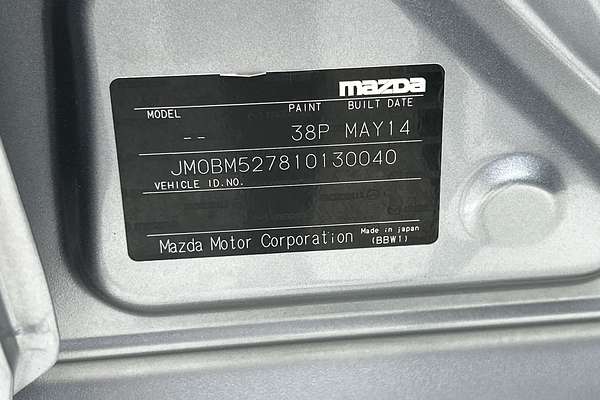 mazda
MODEL PAINT BUILT DATE
-- 38P MAY14
JM0BM527810130040
VEHICLE ID.NO.
Mazda Motor Corporation Made in japan
(BBW1)